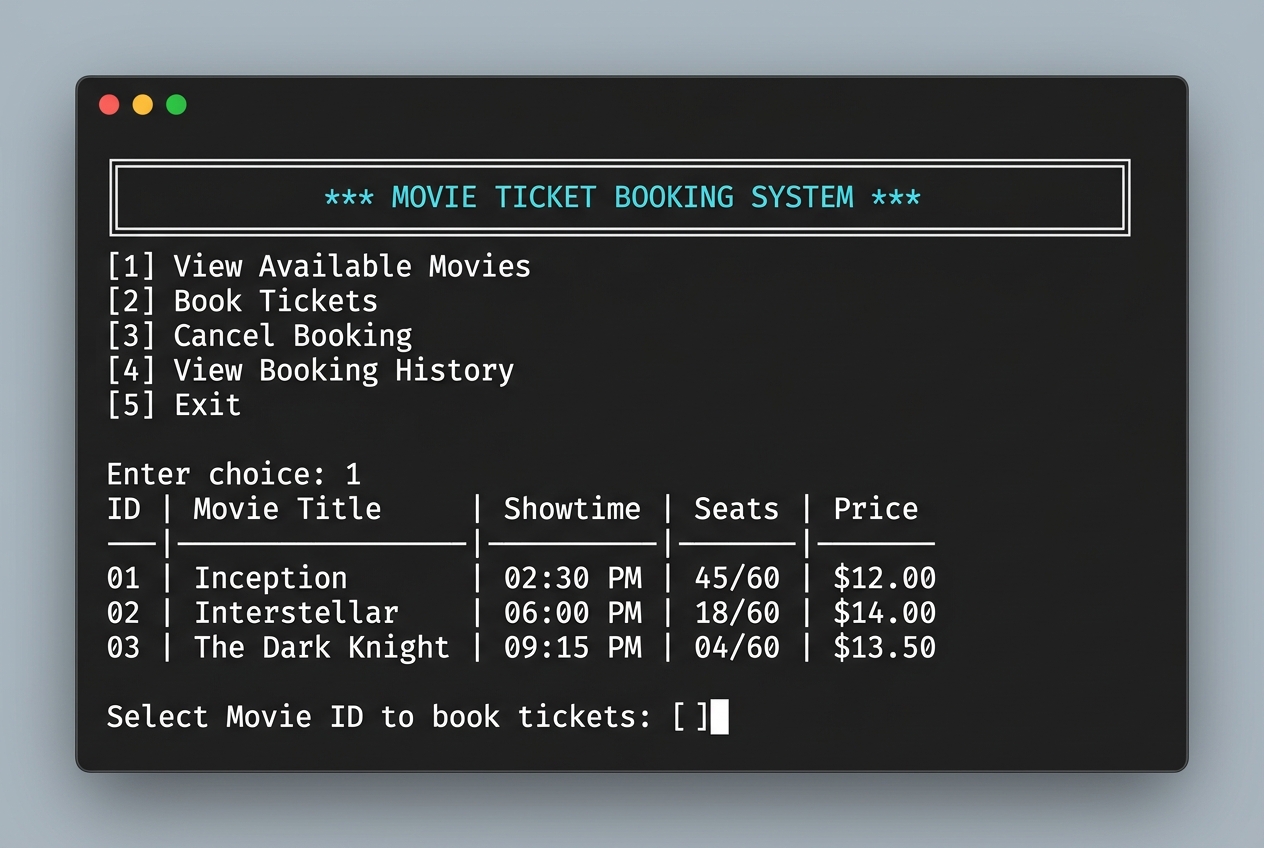 *** MOVIE TICKET BOOKING SYSTEM ***
[1] View Available Movies
[2] Book Tickets
[3] Cancel Booking
[4] View Booking History
[5] Exit
Enter choice: 1
ID | Movie Title | Showtime | Seats | Price
01 | Inception | 02:30 PM | 45/60 | $12.00
02 | Interstellar | 06:00 PM | 18/60 | $14.00
03 | The Dark Knight | 09:15 PM | 04/60 | $13.50
Select Movie ID to book tickets: [ ]